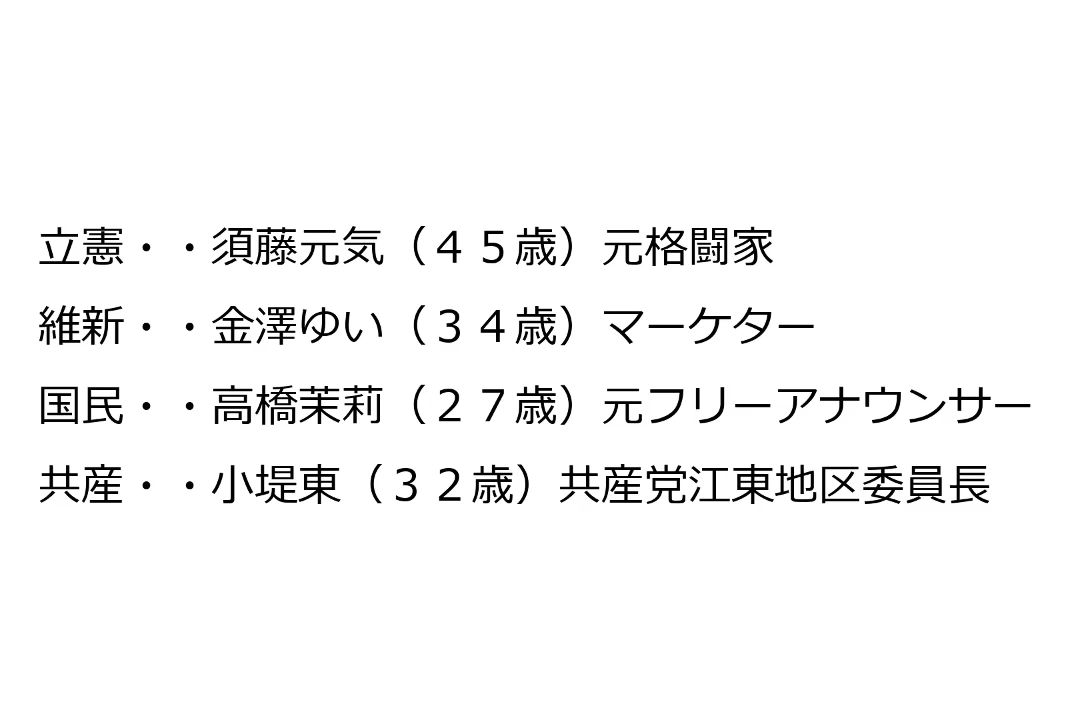 立憲・・須藤元気（４５歳）元格闘家
維新・・金澤ゆい（３４歳）マーケター
国民・・高橋茉莉（２７歳）元フリーアナウンサー
共産・・小堤東（３２歳）共産党江東地区委員長